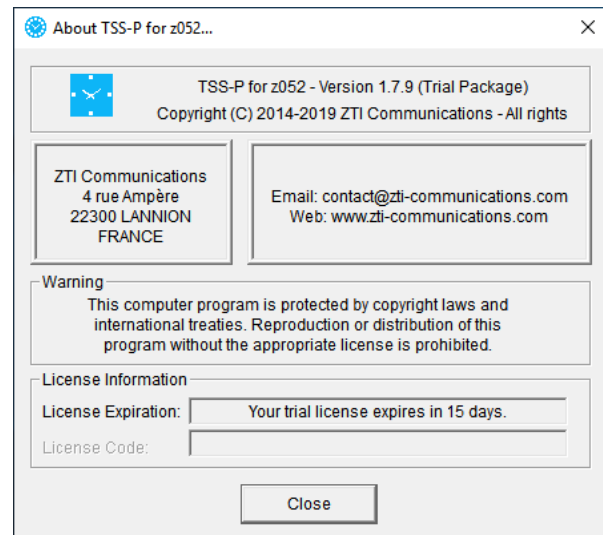 About TSS-P for z052...
TSS-P for z052 - Version 1.7.9 (Trial Package)
Copyright (C) 2014-2019 ZTI Communications - All rights
ZTI Communications
4 rue Ampère
22300 LANNION
FRANCE
Email: contact@zti-communications.com
Web: www.zti-communications.com
Warning
This computer program is protected by copyright laws and
international treaties. Reproduction or distribution of this
program without the appropriate license is prohibited.
License Information
License Expiration: Your trial license expires in 15 days.
License Code:
Close